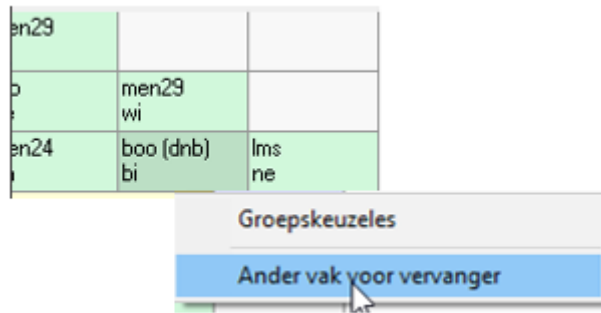 en29
men29
wi
en24
boo (dnb)
lms
bi
ne
Groepskeuzeles
Ander vak voor vervanger